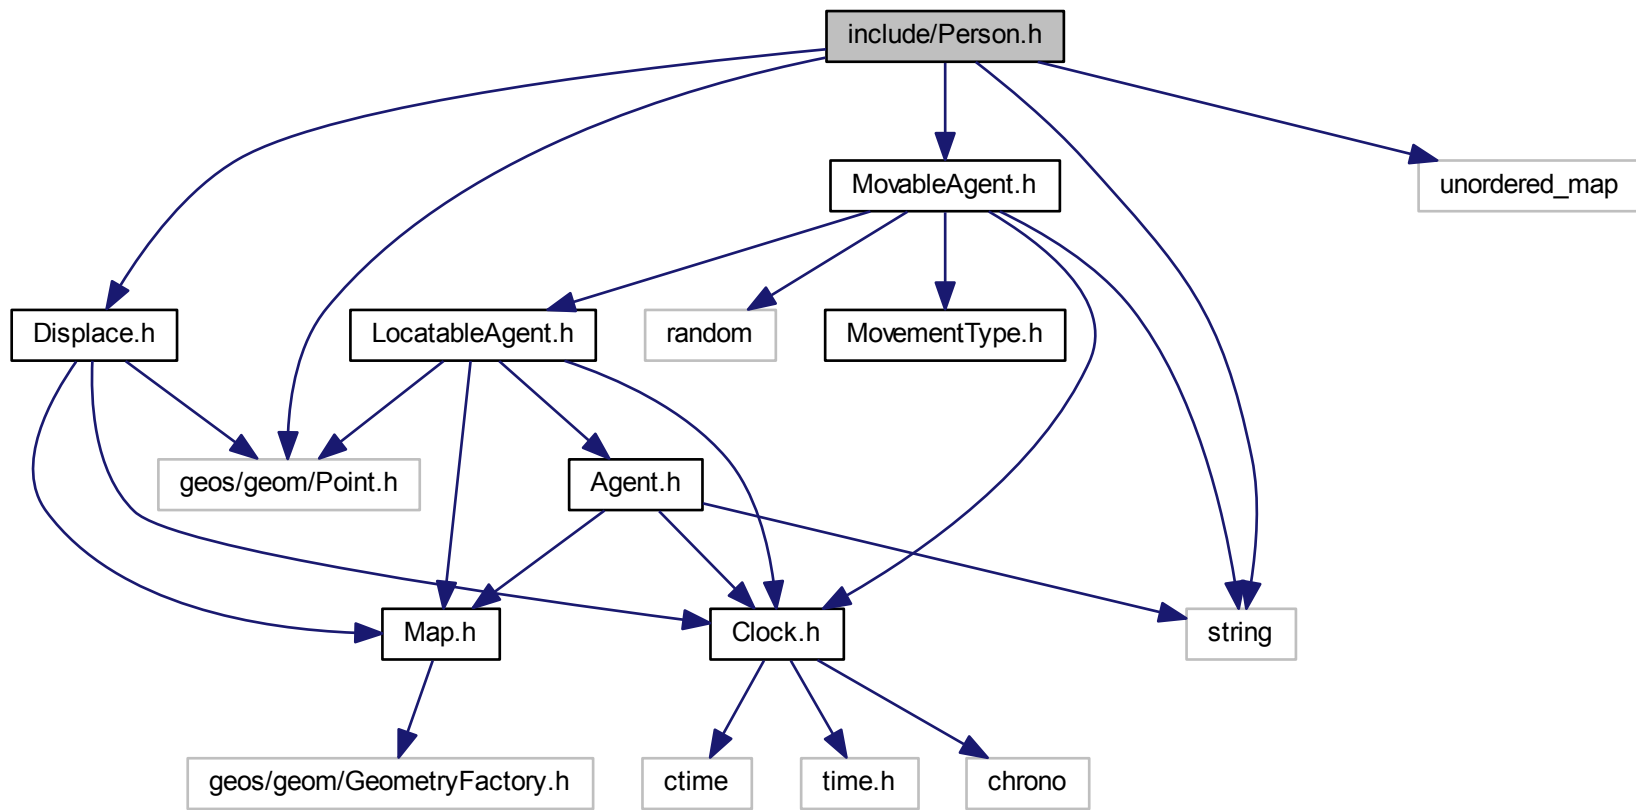 include/Person.h
MovableAgent.h
unordered_map
Displace.h
LocatableAgent.h
random
MovementType.h
geos/geom/Point.h
Agent.h
Map.h
Clock.h
string
geos/geom/GeometryFactory.h
ctime
time.h
chrono